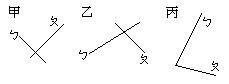 甲 乙 丙
ㄅ ㄆ ㄅ ㄆ ㄅ ㄆ